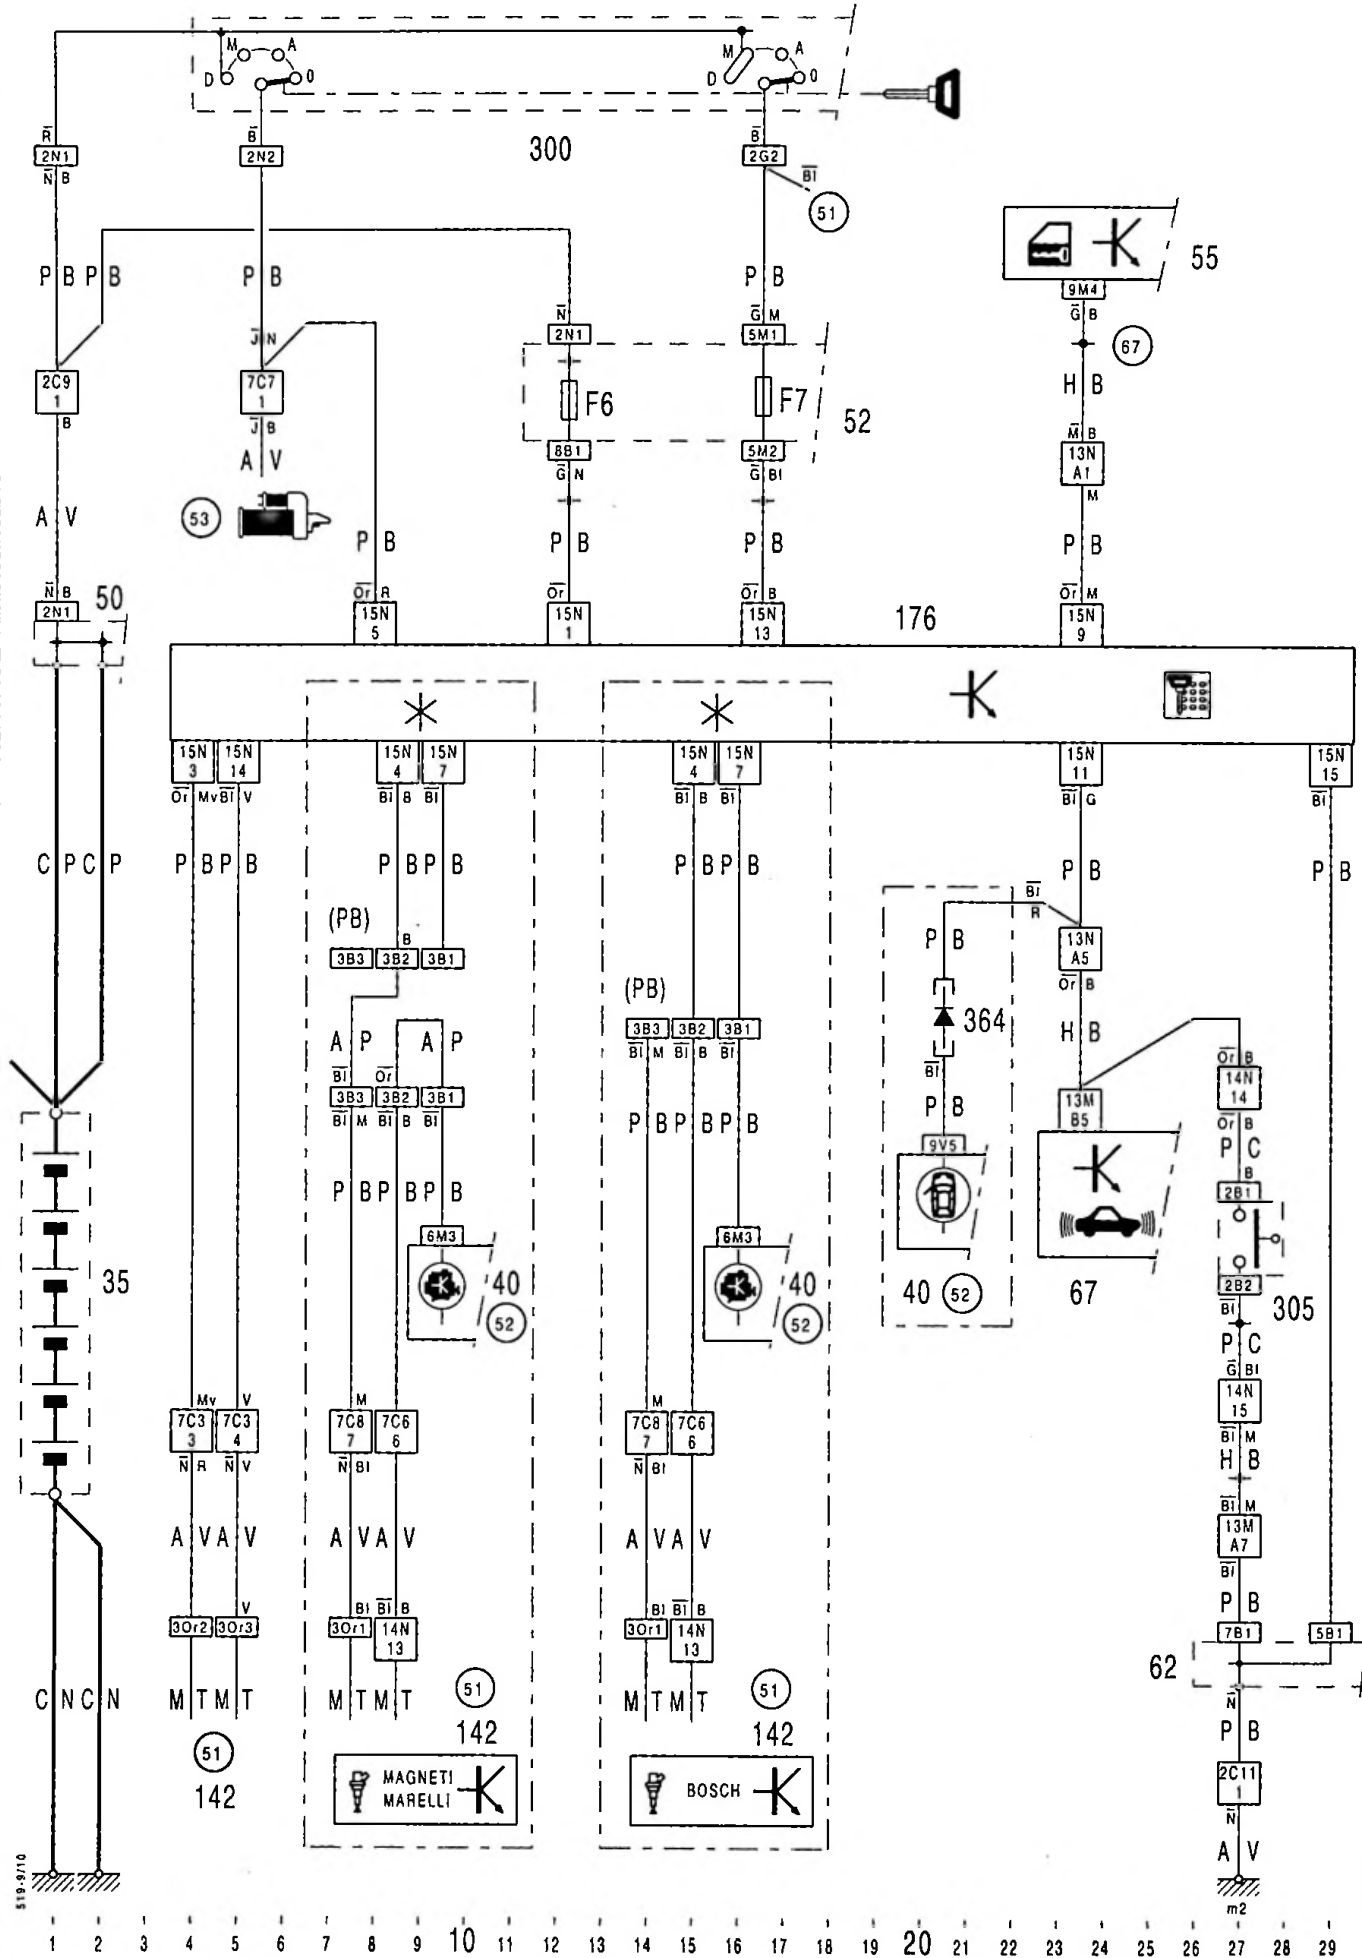 M A
D 0
M A
D 0
300
R
2N1
N B
B
2N2
B
2G2
BI
51
P B P B
P B
P B
55
9M4
G B
67
J N
N
2N1
G M
5M1
H B
2C9
1
B
7C7
1
J B
F6
F7
52
M B
13N
A1
M
A V
8B1
G N
5M2
G BI
53
A V
P B
P B
P B
P B
N B
2N1
50
Or R
15N
5
Or
15N
1
Or B
15N
13
176
Or M
15N
9
15N
3
15N
14
15N
4
15N
7
15N
4
15N
7
15N
11
15N
15
Or Mv BI V
BI B BI
BI B BI
BI G
BI
C P C P
P B P B
P B P B
P B P B
P B
P B
(PB)
B
3B3 3B2 3B1
BI
R
P B
13N
A5
Or B
(PB)
3B3 3B2 3B1
BI M BI B BI
364
H B
A P A P
BI Or
3B3 3B2 3B1
BI M BI B BI
BI
P B
Or B
14N
14
Or B
13M
B5
P B P B P B
9V5
P C
B
2B1
P B P B P B
6M3
6M3
35
40
52
40
52
40 52
67
2B2
BI
305
P C
G BI
14N
15
BI M
Mv V
7C3
3
7C3
4
N R N V
M
7C8
7
7C6
6
N BI
M
7C8
7
7C6
6
N BI
H B
BI M
13M
A7
BI
A V A V
A V A V
A V A V
P B
V
3Or2 3Or3
BI BI B
3Or1
14N
13
BI BI B
3Or1
14N
13
7B1
5B1
62
N
C N C N
M T M T
M T M T
M T M T
51
142
51
142
51
142
P B
MAGNETI
MARELLI
BOSCH
2C11
1
N
A V
m2
519-9/10
1 2 3 4 5 6 7 8 9 10 11 12 13 14 15 16 17 18 19 20 21 22 23 24 25 26 27 28 29